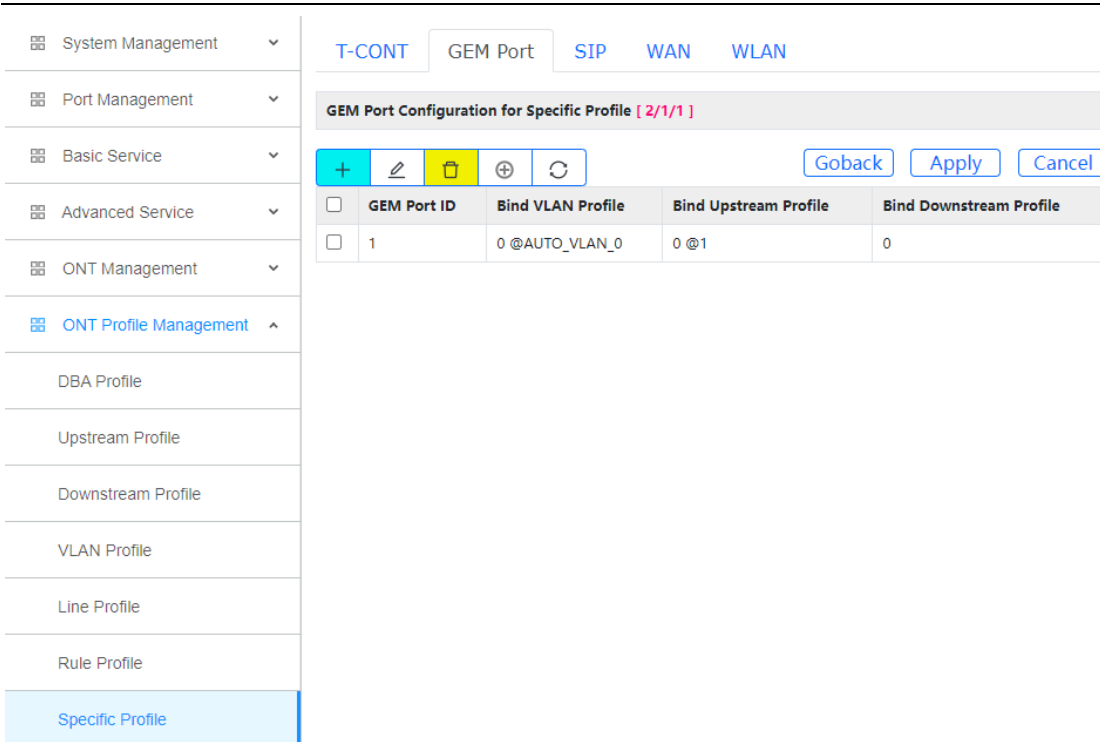 System Management
Port Management
Basic Service
Advanced Service
ONT Management
ONT Profile Management
DBA Profile
Upstream Profile
Downstream Profile
VLAN Profile
Line Profile
Rule Profile
Specific Profile
T-CONT GEM Port SIP WAN WLAN
GEM Port Configuration for Specific Profile [ 2/1/1 ]
Goback Apply Cancel
GEM Port ID Bind VLAN Profile Bind Upstream Profile Bind Downstream Profile
1 0 @AUTO_VLAN_0 0 @1 0